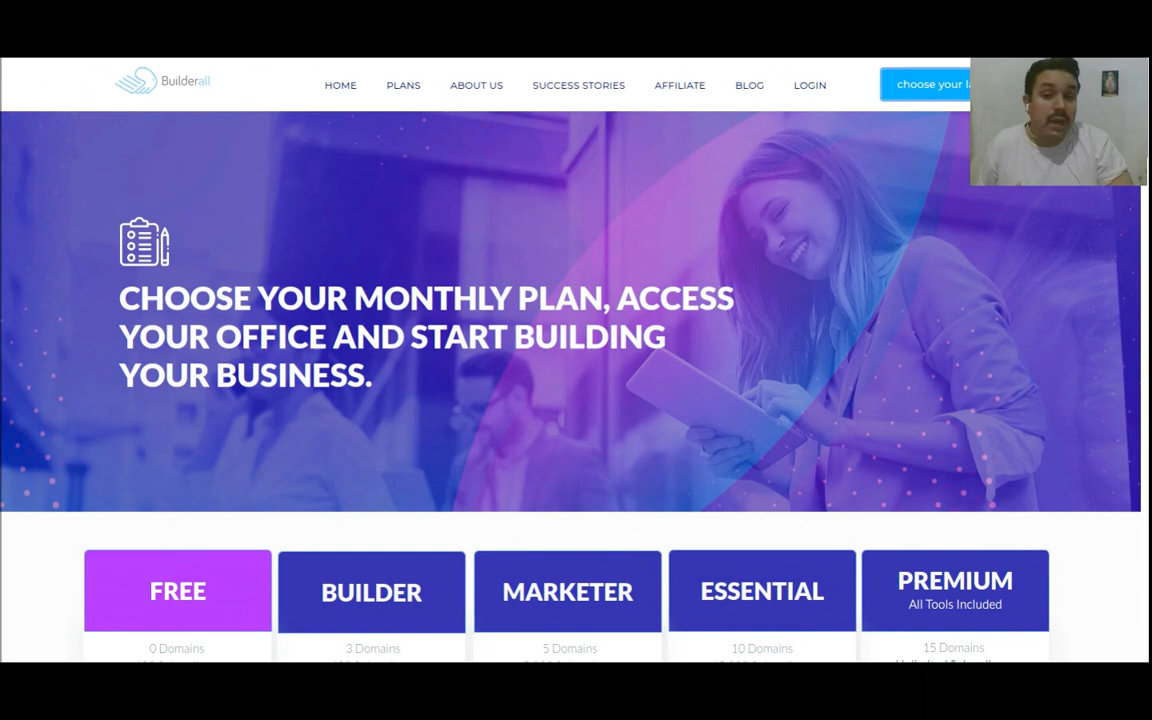 Builderall
HOME PLANS ABOUT US SUCCESS STORIES AFFILIATE BLOG LOGIN
choose your
CHOOSE YOUR MONTHLY PLAN, ACCESS
YOUR OFFICE AND START BUILDING
YOUR BUSINESS.
FREE
BUILDER
MARKETER
ESSENTIAL
PREMIUM
All Tools Included
0 Domains
3 Domains
5 Domains
10 Domains
15 Domains